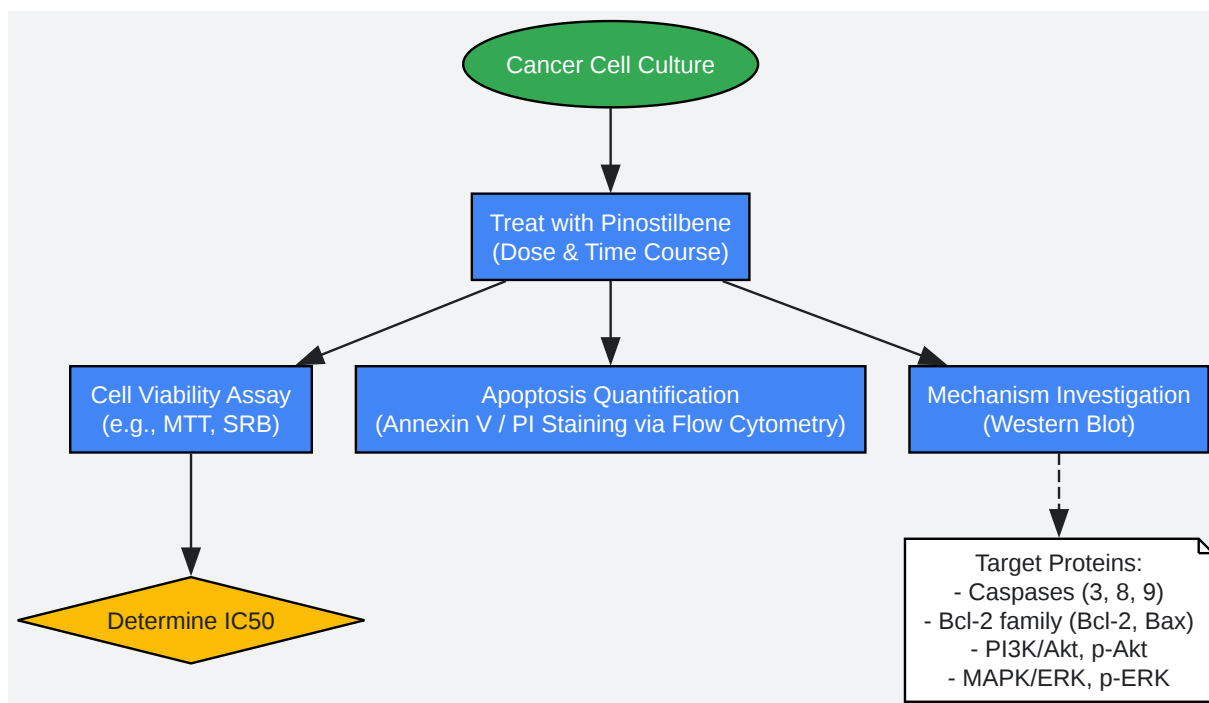 Cancer Cell Culture
Treat with Pinostilbene
(Dose & Time Course)
Cell Viability Assay
(e.g., MTT, SRB)
Apoptosis Quantification
(Annexin V / PI Staining via Flow Cytometry)
Mechanism Investigation
(Western Blot)
Determine IC50
Target Proteins:
- Caspases (3, 8, 9)
- Bcl-2 family (Bcl-2, Bax)
- PI3K/Akt, p-Akt
- MAPK/ERK, p-ERK